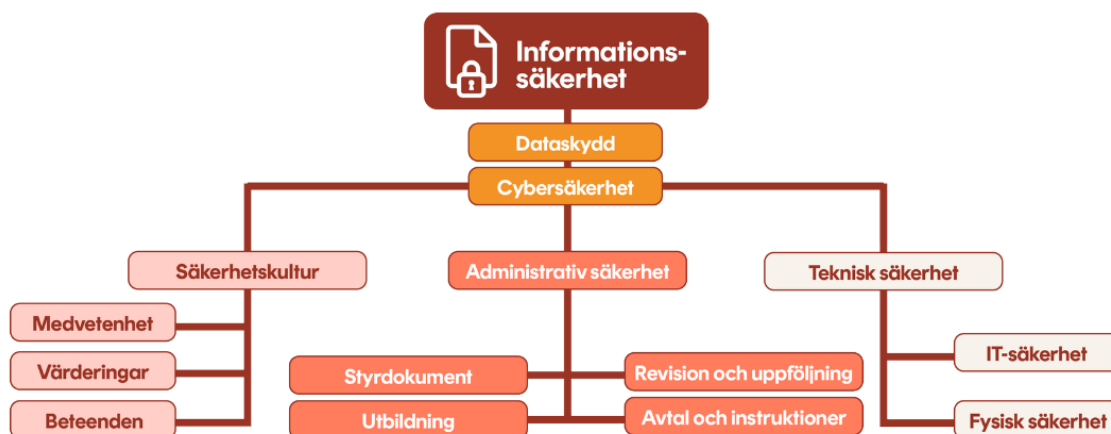 Informations-
säkerhet
Dataskydd
Cybersäkerhet
Säkerhetskultur
Administrativ säkerhet
Teknisk säkerhet
Medvetenhet
Värderingar
Beteenden
Styrdokument
Revision och uppföljning
Utbildning
Avtal och instruktioner
IT-säkerhet
Fysisk säkerhet